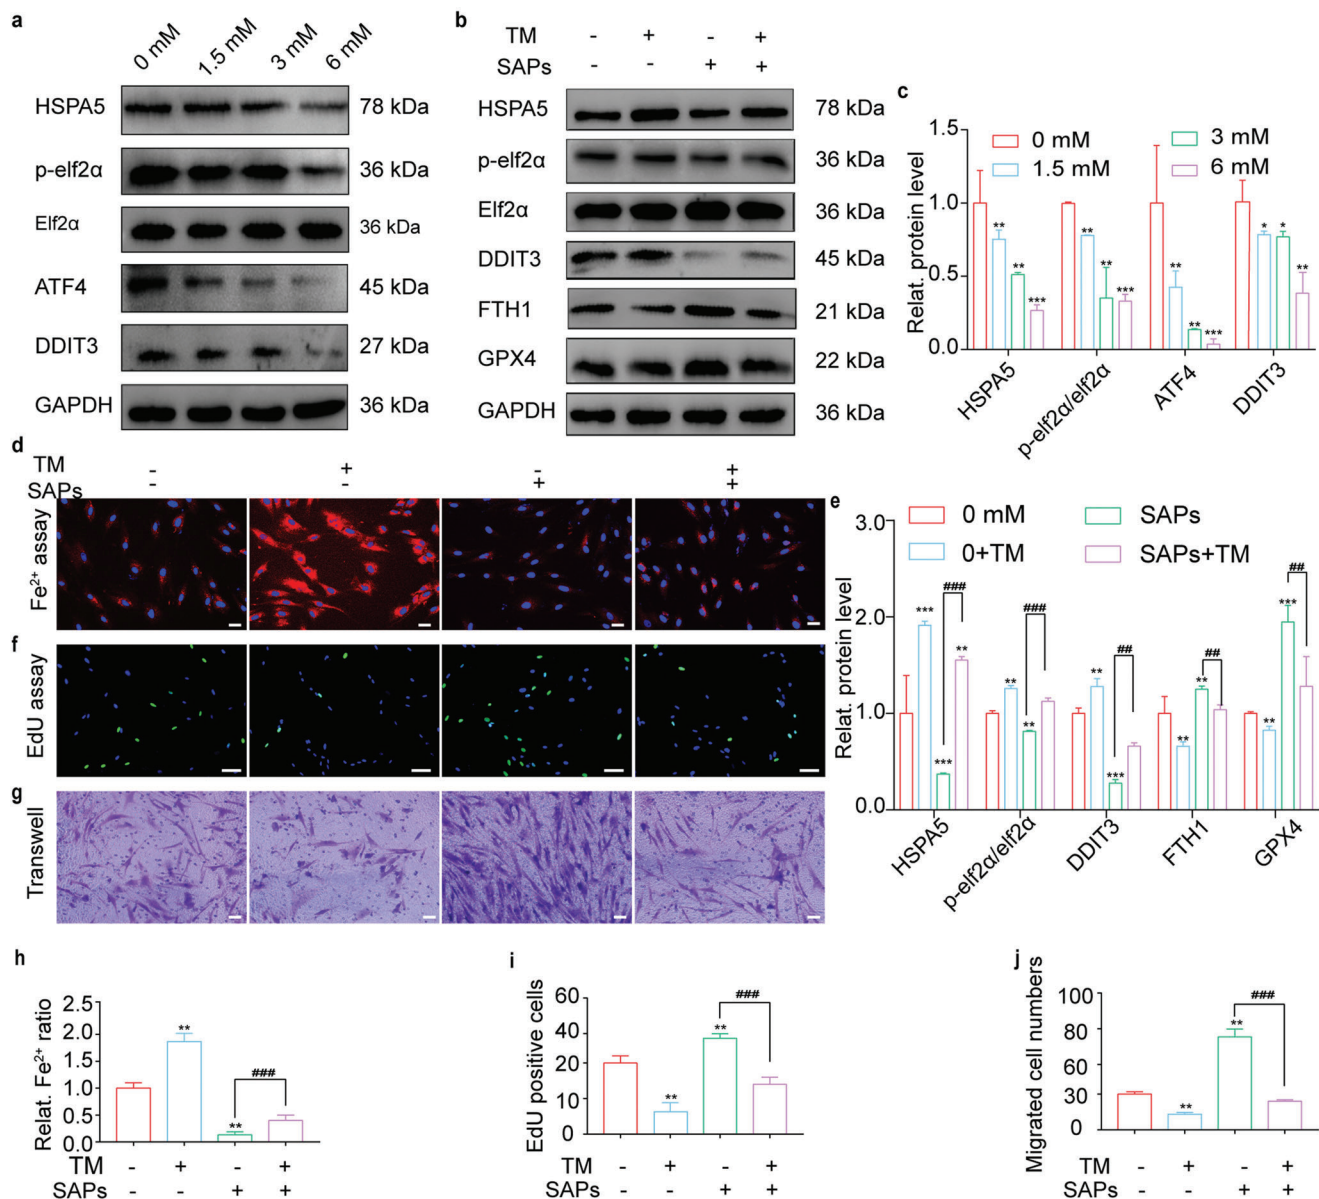 a
0 mM 1.5 mM 3 mM 6 mM
HSPA5 78 kDa
p-elf2α 36 kDa
Elf2α 36 kDa
ATF4 45 kDa
DDIT3 27 kDa
GAPDH 36 kDa
b
TM - + - +
SAPs - - + +
HSPA5 78 kDa
p-elf2α 36 kDa
Elf2α 36 kDa
DDIT3 45 kDa
FTH1 21 kDa
GPX4 22 kDa
GAPDH 36 kDa
c
Relat. protein level
1.5
1.0
0.5
0.0
0 mM 3 mM
1.5 mM 6 mM
** ** *** ** ** *** ** ** *** * * **
HSPA5 p-elf2α/elf2α ATF4 DDIT3
d
TM - + - +
SAPs - - + +
Fe²⁺ assay
f
EdU assay
g
Transwell
e
Relat. protein level
3.0
2.0
1.0
0.0
0 mM SAPs
0+TM SAPs+TM
*** *** ** ###
** ** ###
** *** ##
** ** ##
** *** ##
HSPA5 p-elf2α/elf2α DDIT3 FTH1 GPX4
h
Relat. Fe²⁺ ratio
2.5
2.0
1.5
1.0
0.5
0.0
** ** ###
TM - + - +
SAPs - - + +
i
EdU positive cells
60
40
20
10
0
** ** ###
TM - + - +
SAPs - - + +
j
Migrated cell numbers
100
80
60
30
0
** ** ###
TM - + - +
SAPs - - + +